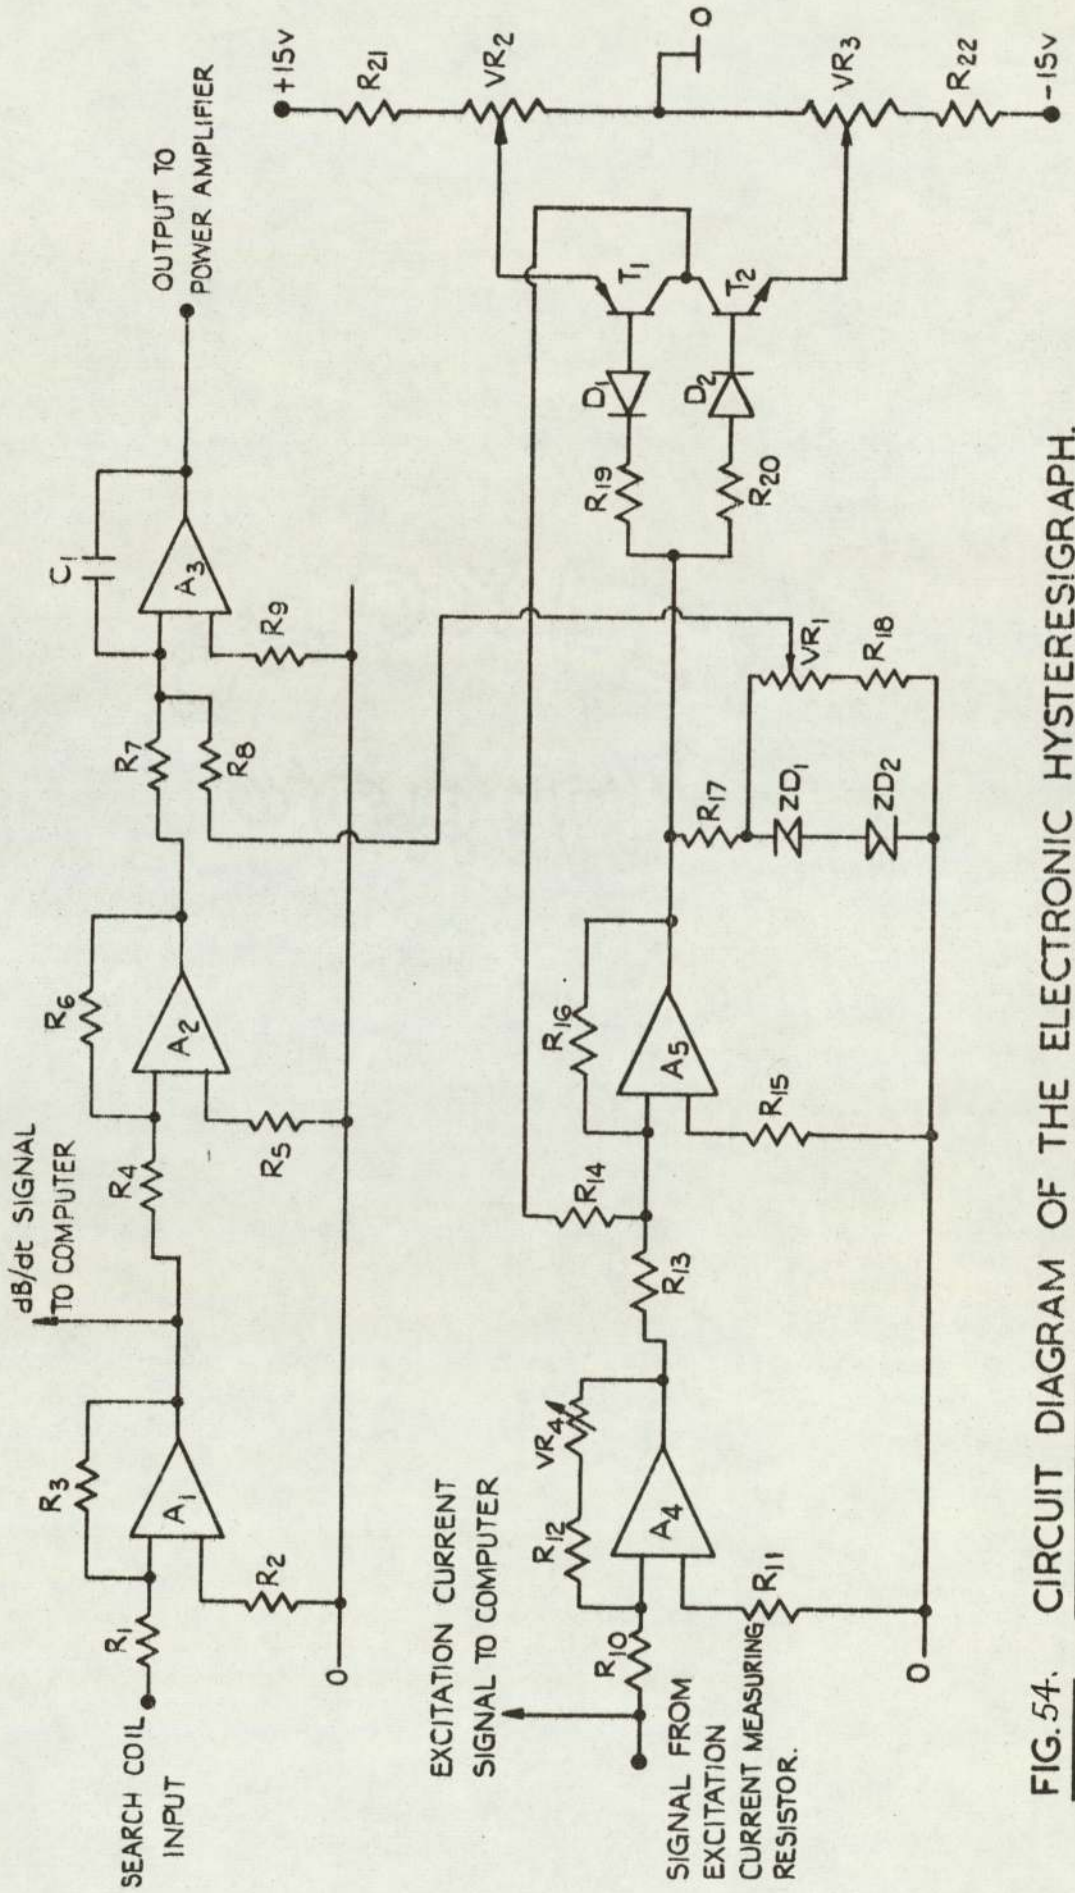 SEARCH COIL
INPUT
R1
R2
R3
A1
dB/dt SIGNAL
TO COMPUTER
R4
R5
R6
A2
R7
R8
C1
A3
R9
OUTPUT TO
POWER AMPLIFIER
O
EXCITATION CURRENT
SIGNAL TO COMPUTER
SIGNAL FROM
EXCITATION
CURRENT MEASURING
RESISTOR.
R10
R11
R12
VR4
A4
R13
R14
R15
R16
A5
R17
ZD1
ZD2
VR1
R18
R19
R20
D1
D2
T1
T2
+15v
R21
VR2
O
VR3
R22
-15v
O
FIG. 54. CIRCUIT DIAGRAM OF THE ELECTRONIC HYSTERESIGRAPH.